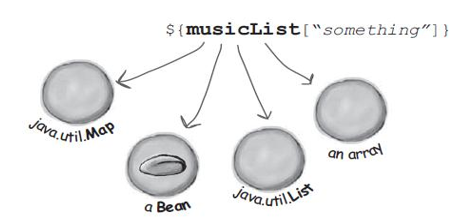 ${musicList["something"]}
java.util.Map
a Bean
java.util.List
an array